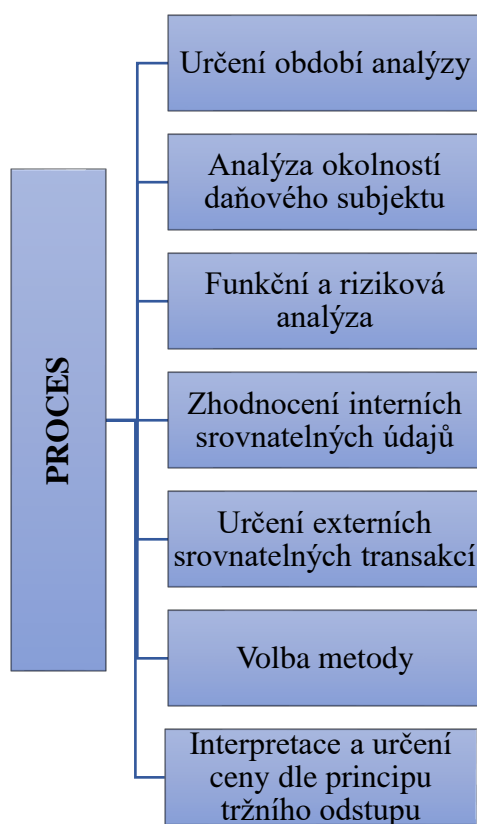 PROCES
Určení období analýzy
Analýza okolností
daňového subjektu
Funkční a riziková
analýza
Zhodnocení interních
srovnatelných údajů
Určení externích
srovnatelných transakcí
Volba metody
Interpretace a určení
ceny dle principu
tržního odstupu